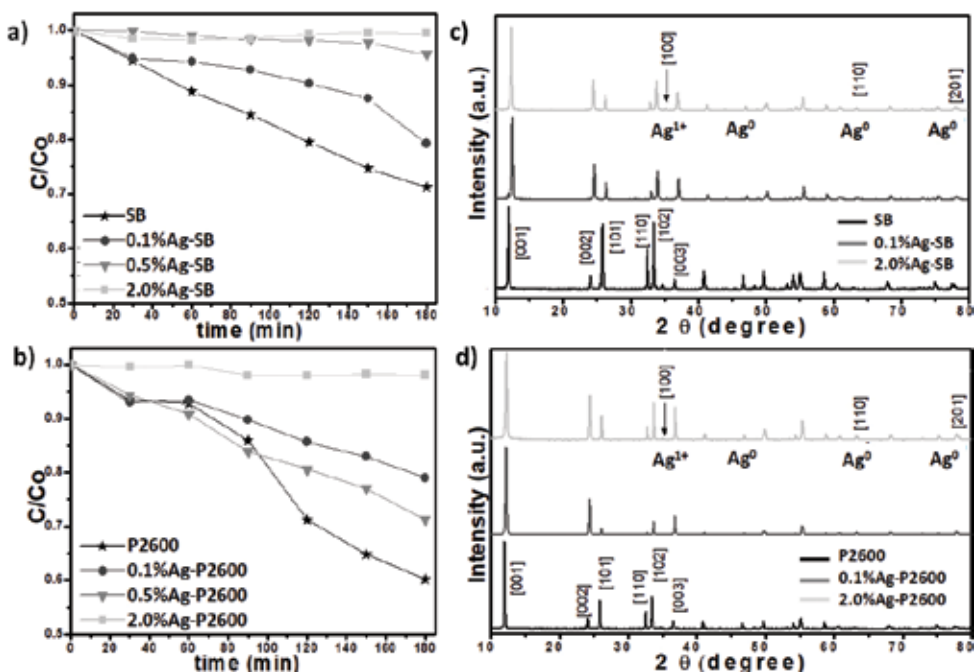 a)
C/Co
1.0
0.9
0.8
0.7
0.6
0.5
SB
0.1%Ag-SB
0.5%Ag-SB
2.0%Ag-SB
0 20 40 60 80 100 120 140 160 180
time (min)
b)
C/Co
1.0
0.9
0.8
0.7
0.6
0.5
P2600
0.1%Ag-P2600
0.5%Ag-P2600
2.0%Ag-P2600
0 20 40 60 80 100 120 140 160 180
time (min)
c)
Intensity (a.u.)
[100]
[110]
[201]
Ag1+ Ag0 Ag0 Ag0
[001]
[002]
[101]
[110]
[102]
[003]
SB
0.1%Ag-SB
2.0%Ag-SB
10 20 30 40 50 60 70 80
2 θ (degree)
d)
Intensity (a.u.)
[100]
[110]
[201]
Ag1+ Ag0 Ag0 Ag0
[001]
[002]
[101]
[110]
[102]
[003]
P2600
0.1%Ag-P2600
2.0%Ag-P2600
10 20 30 40 50 60 70 80
2 θ (degree)